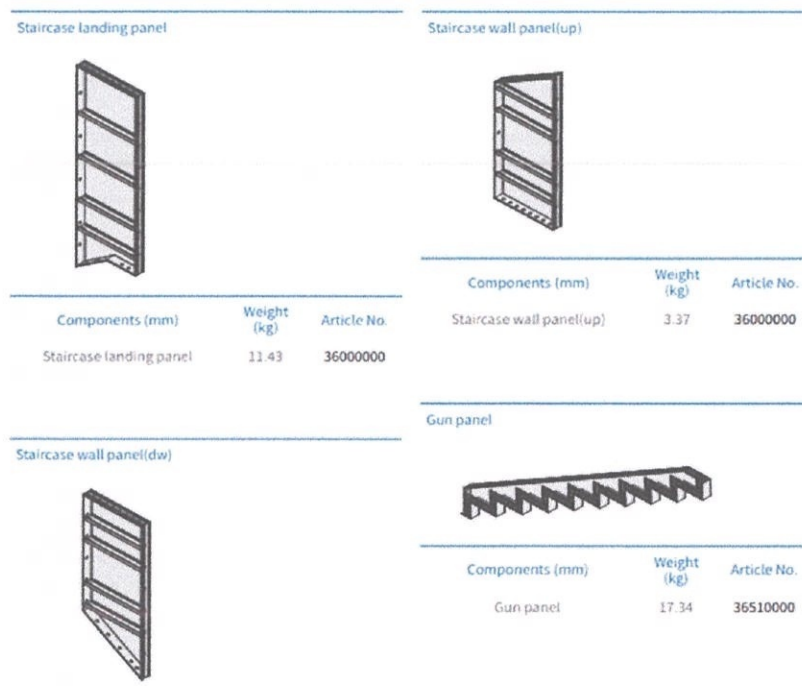 Staircase landing panel
Components (mm) Weight (kg) Article No.
Staircase landing panel 11.43 36000000
Staircase wall panel(dw)
Staircase wall panel(up)
Components (mm) Weight (kg) Article No.
Staircase wall panel(up) 3.37 36000000
Gun panel
Components (mm) Weight (kg) Article No.
Gun panel 17.34 36510000